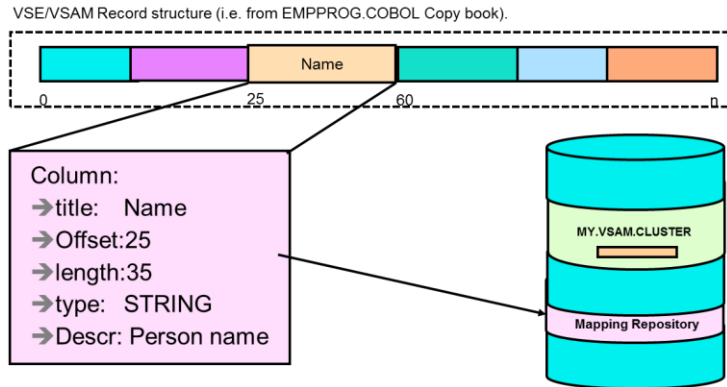 VSE/VSAM Record structure (i.e. from EMPPROG.COBOL Copy book).
Name
0 25 60 n
Column:
➔title: Name
➔Offset:25
➔length:35
➔type: STRING
➔Descr: Person name
MY.VSAM.CLUSTER
Mapping Repository